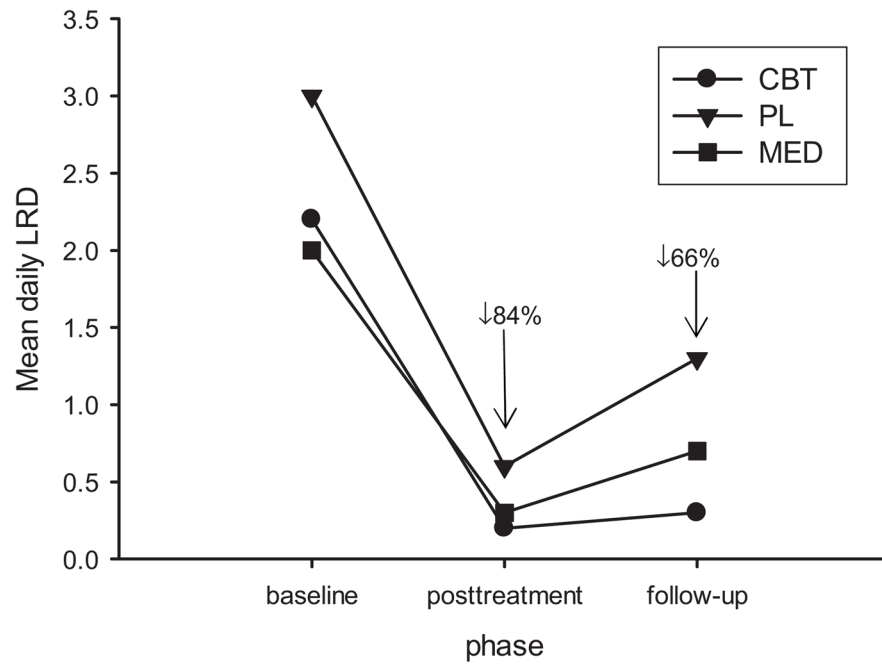 3.5
3.0
2.5
2.0
1.5
1.0
0.5
0.0
Mean daily LRD
CBT
PL
MED
↓84%
↓66%
baseline
posttreatment
follow-up
phase